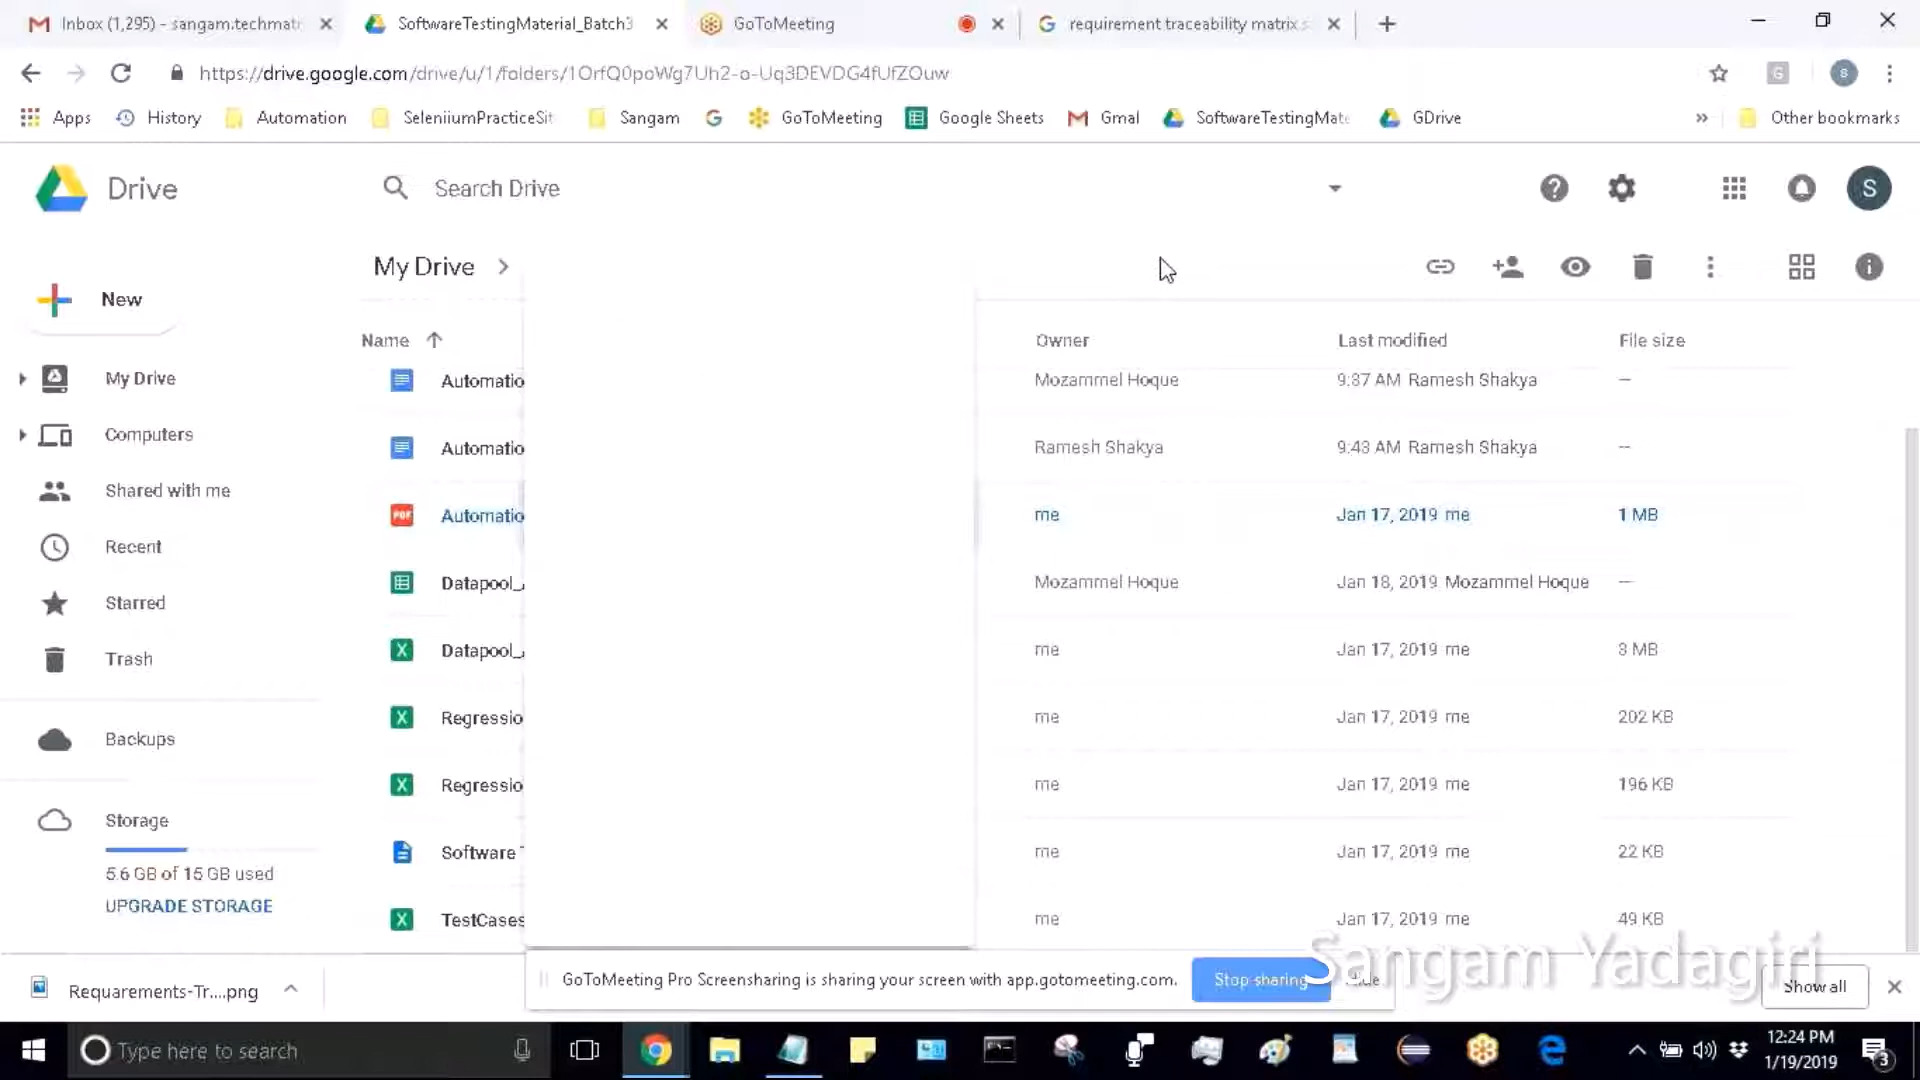 Inbox (1,295) - sangam.techmat
SoftwareTestingMaterial_Batch3
GoToMeeting
requirement traceability matrix s
https://drive.google.com/drive/u/1/folders/1OrfQ0poWg7Uh2-o-Uq3DEVDG4fUfZOuw
G
s
Apps
History
Automation
SeleniiumPracticeSit
Sangam
GoToMeeting
Google Sheets
Gmal
SoftwareTestingMate
GDrive
Other bookmarks
Drive
Search Drive
S
My Drive
New
Name
Owner
Last modified
File size
My Drive
Computers
Shared with me
Recent
Starred
Trash
Backups
Storage
5.6 GB of 15 GB used
UPGRADE STORAGE
Automatio Mozammel Hoque 9:37 AM Ramesh Shakya —
Automatio Ramesh Shakya 9:43 AM Ramesh Shakya —
PDF Automatio me Jan 17, 2019 me 1 MB
Datapool_ Mozammel Hoque Jan 18, 2019 Mozammel Hoque —
X Datapool_ me Jan 17, 2019 me 3 MB
X Regressio me Jan 17, 2019 me 202 KB
X Regressio me Jan 17, 2019 me 196 KB
Software me Jan 17, 2019 me 22 KB
X TestCases me Jan 17, 2019 me 49 KB
Sangam Yadagiri
GoToMeeting Pro Screensharing is sharing your screen with app.gotomeeting.com.
Stop sharing
Requarements-Tr....png
Show all
Type here to search
12:24 PM
1/19/2019
3